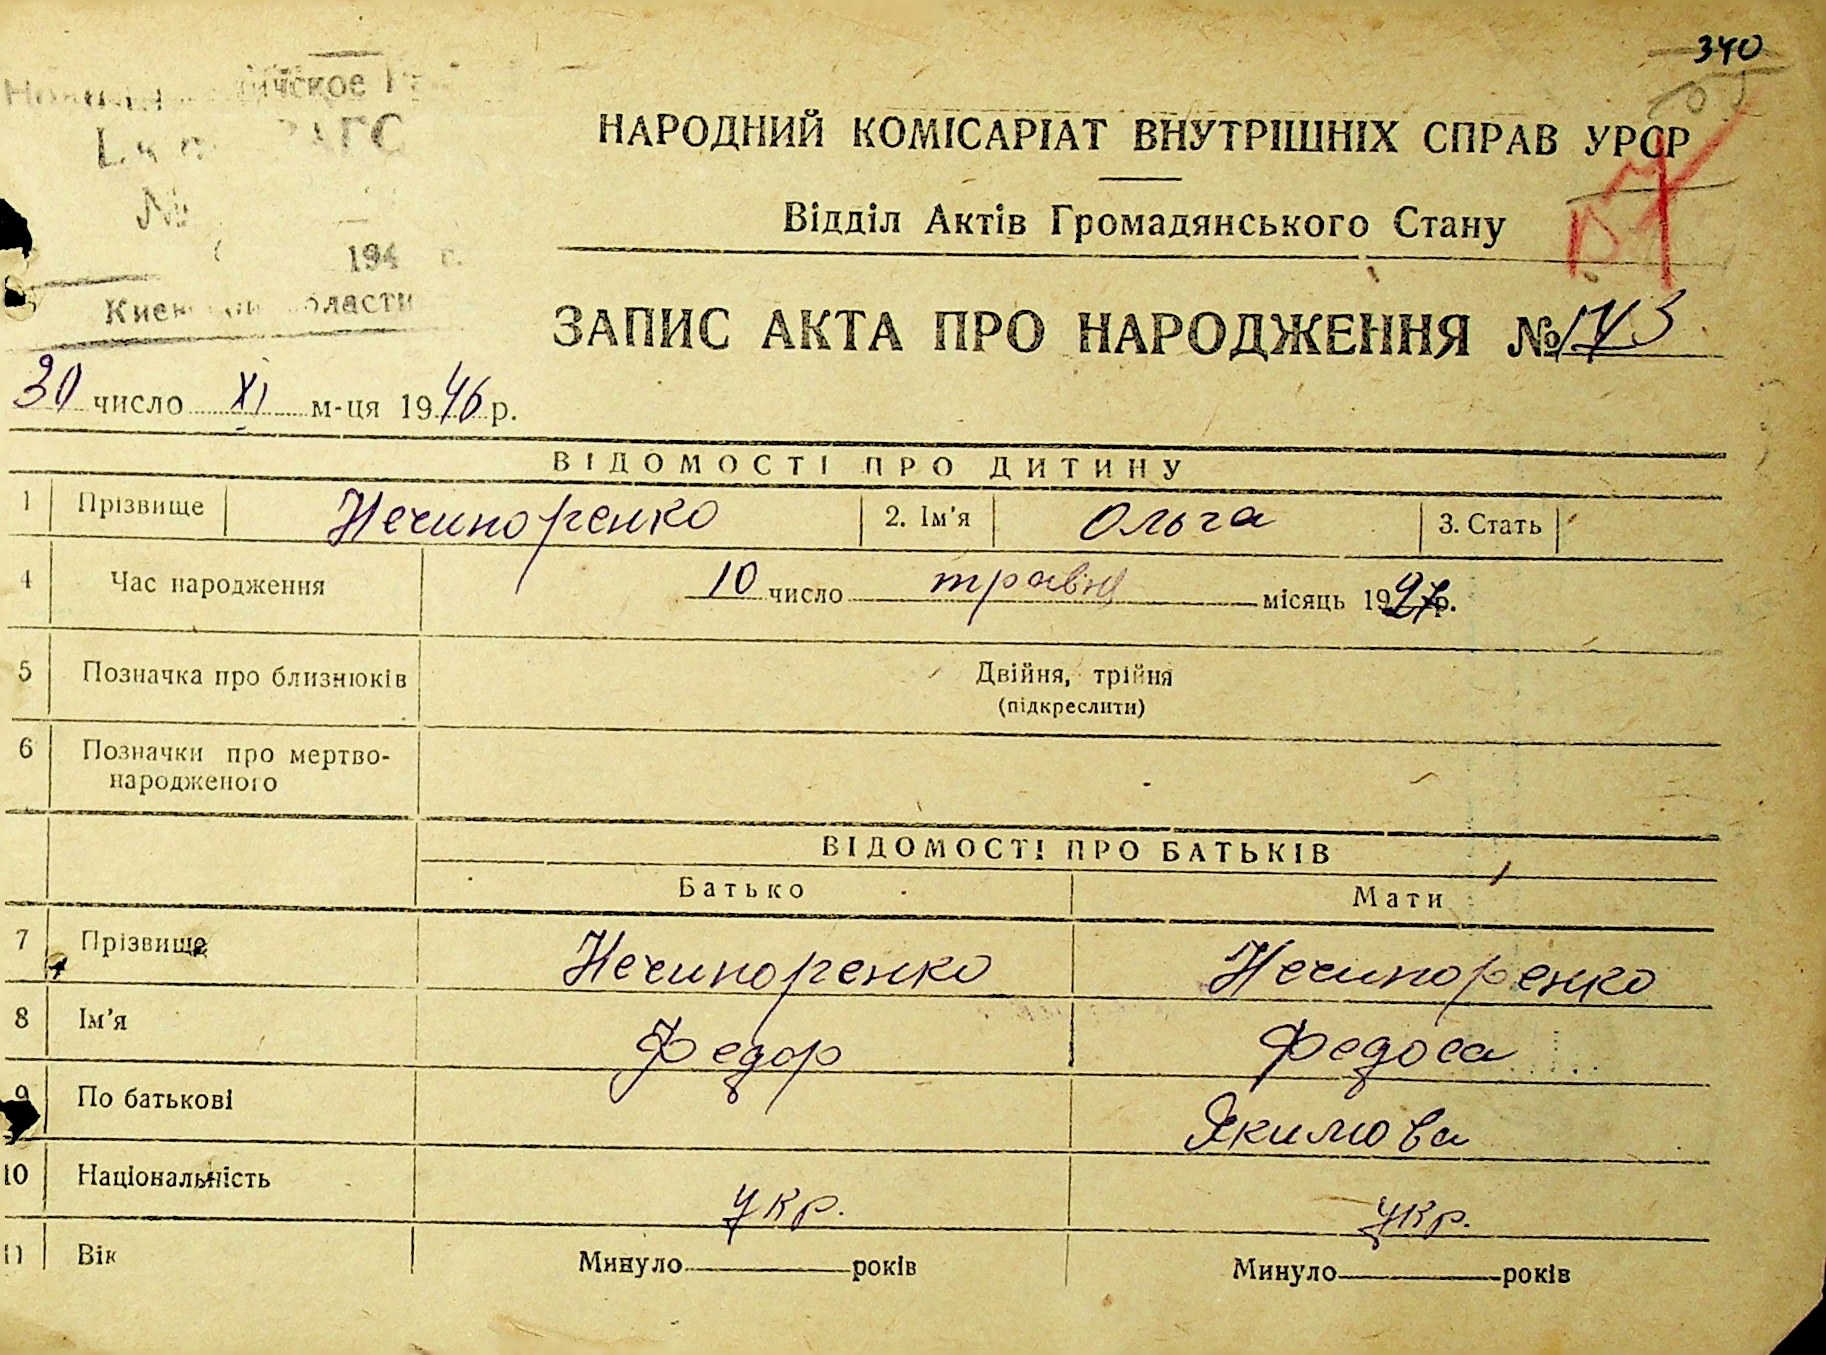 340
194 г.
области
НАРОДНИЙ КОМІСАРІАТ ВНУТРІШНІХ СПРАВ УРСР
Відділ Актів Громадянського Стану
ЗАПИС АКТА ПРО НАРОДЖЕННЯ № 143
30 число XI м-ця 1946 р.
ВІДОМОСТІ ПРО ДИТИНУ
1 Прізвище Нечипоренко 2. Ім'я Ольга 3. Стать
4 Час народження 10 число травня місяць 1927р.
5 Позначка про близнюків Двійня, трійня
(підкреслити)
6 Позначки про мертво-
народженого
ВІДОМОСТІ ПРО БАТЬКІВ
Батько Мати
7 Прізвище Нечипоренко Нечипоренко
8 Ім'я Федор Федоса
9 По батькові Якимова
10 Національність укр. укр.
11 Вік Минуло років Минуло років